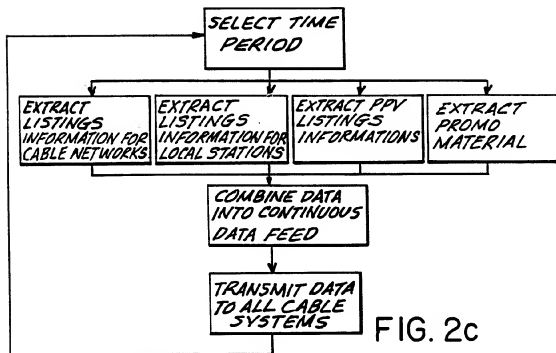 SELECT TIME
PERIOD
EXTRACT
LISTINGS
INFORMATION FOR
CABLE NETWORKS
EXTRACT
LISTINGS
INFORMATION FOR
LOCAL STATIONS
EXTRACT PPV
LISTINGS
INFORMATIONS
EXTRACT
PROMO
MATERIAL
COMBINE DATA
INTO CONTINUOUS
DATA FEED
TRANSMIT DATA
TO ALL CABLE
SYSTEMS
FIG. 2c